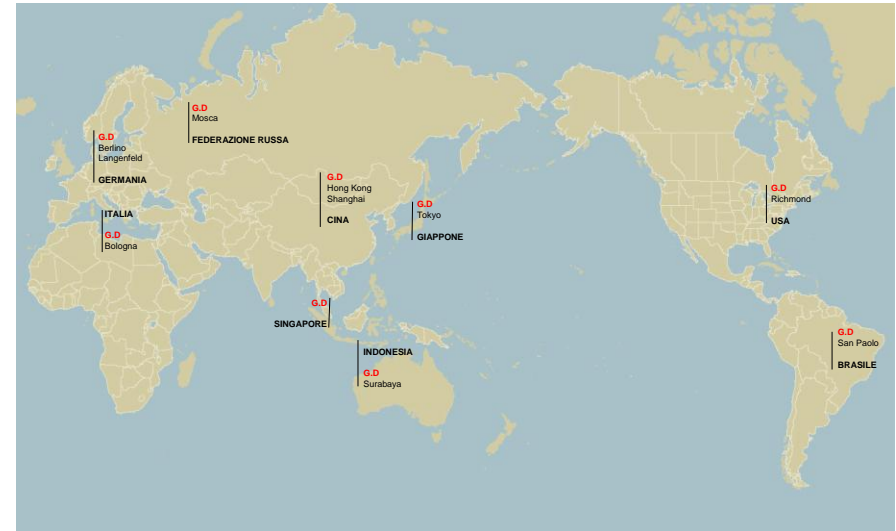 G.D
Mosca
FEDERAZIONE RUSSA
G.D
Berlino
Langenfeld
GERMANIA
ITALIA
G.D
Bologna
G.D
Hong Kong
Shanghai
CINA
G.D
Tokyo
GIAPPONE
G.D
Richmond
USA
G.D
SINGAPORE
INDONESIA
G.D
Surabaya
G.D
San Paolo
BRASILE